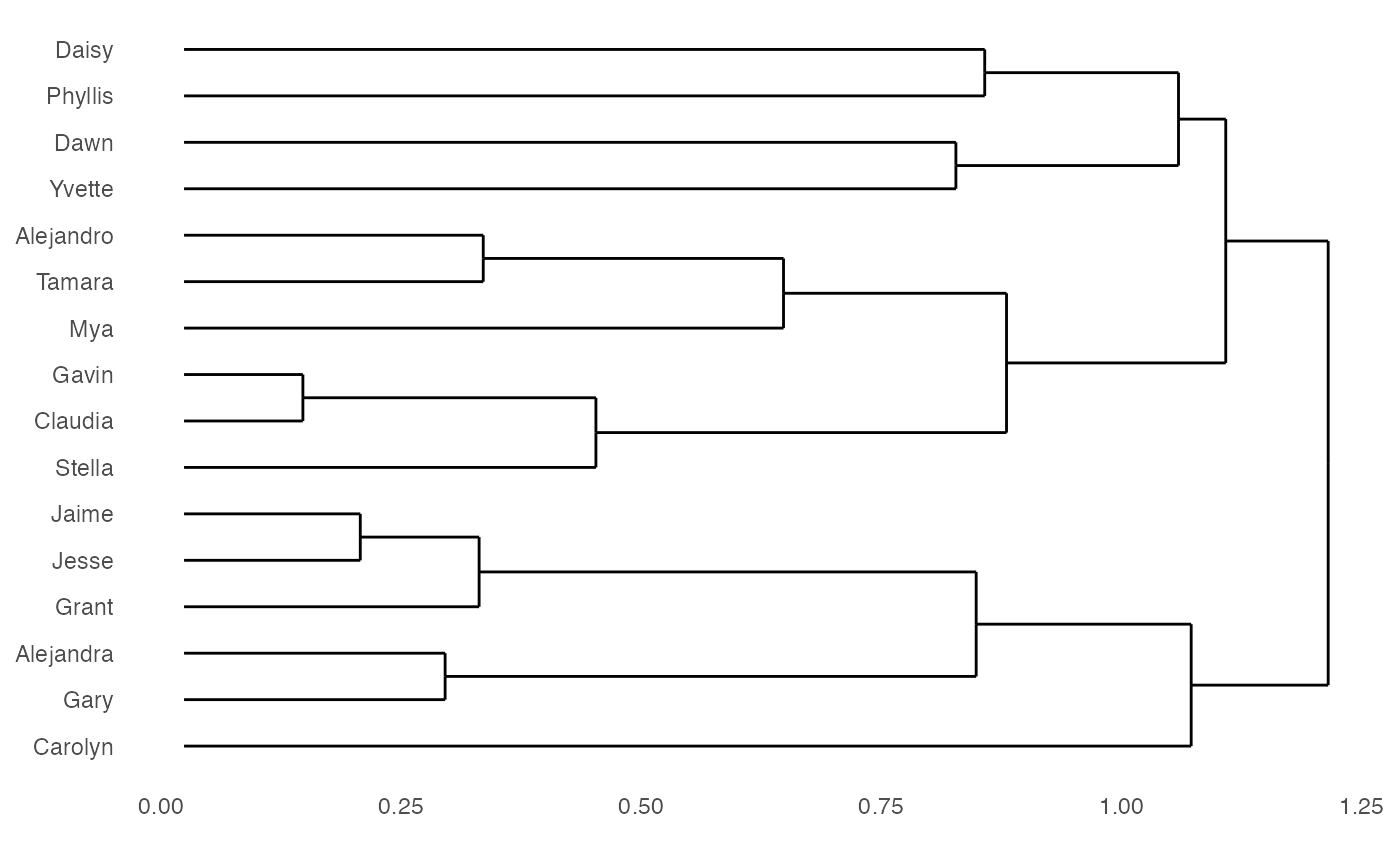 Daisy
Phyllis
Dawn
Yvette
Alejandro
Tamara
Mya
Gavin
Claudia
Stella
Jaime
Jesse
Grant
Alejandra
Gary
Carolyn
0.00 0.25 0.50 0.75 1.00 1.25